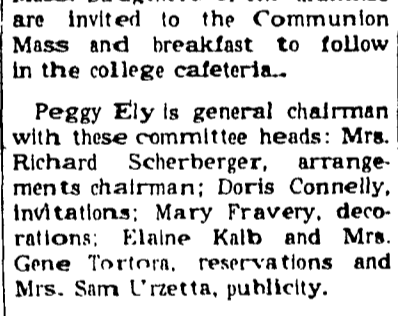 are invited to the Communion
Mass and breakfast to follow
in the college cafeteria..
Peggy Ely is general chairman
with these committee heads: Mrs.
Richard Scherberger, arrange-
ments chairman; Doris Connelly,
invitations; Mary Fravery, deco-
rations; Elaine Kalb and Mrs.
Gene Tortora, reservations and
Mrs. Sam Urzetta, publicity.